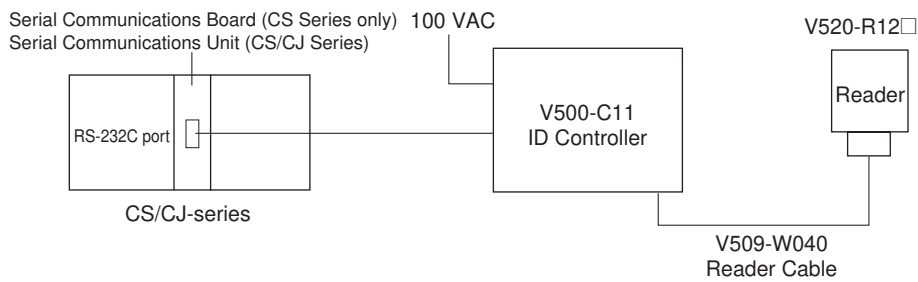 Serial Communications Board (CS Series only)
Serial Communications Unit (CS/CJ Series)
100 VAC
V520-R12□
RS-232C port
V500-C11
ID Controller
Reader
CS/CJ-series
V509-W040
Reader Cable